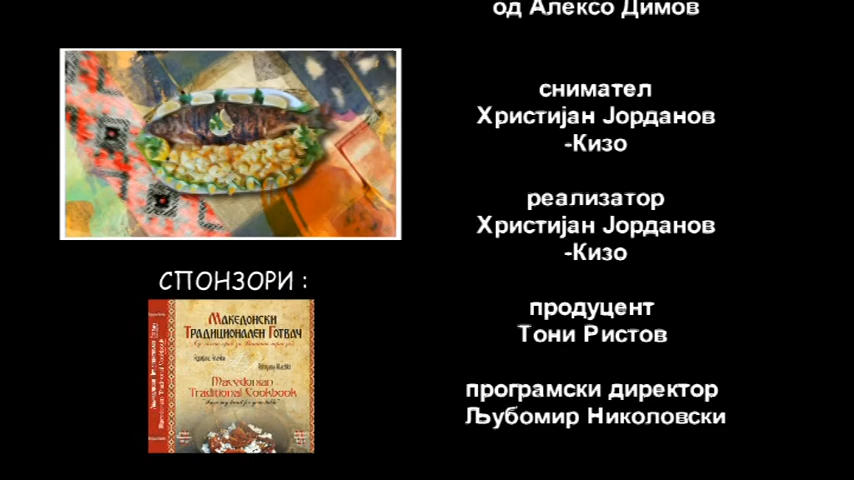 од Алексо Димов
снимател
Христијан Јорданов
-Кизо
реализатор
Христијан Јорданов
-Кизо
продуцент
Тони Ристов
програмски директор
Љубомир Николовски
СПОНЗОРИ :
МАКЕДОНСКИ
ТРАДИЦИОНАЛЕН ГОТВАЧ
Macedonian
Traditional Cookbook